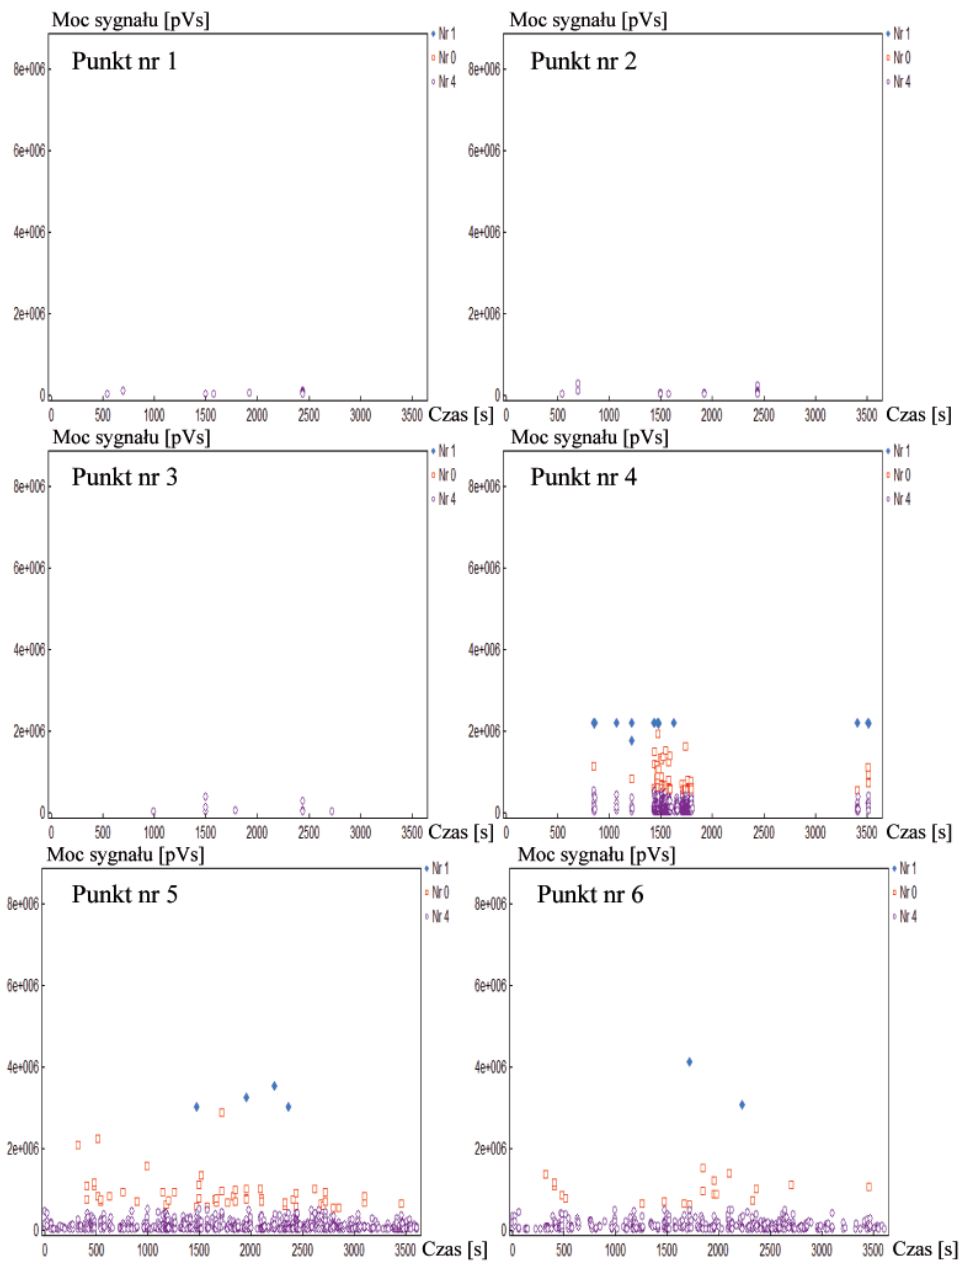 Moc sygnału [pVs]
Punkt nr 1
Nr 1
Nr 0
Nr 4
8e+006
6e+006
4e+006
2e+006
0
0 500 1000 1500 2000 2500 3000 3500
Czas [s]
Moc sygnału [pVs]
Punkt nr 2
Nr 1
Nr 0
Nr 4
8e+006
6e+006
4e+006
2e+006
0
0 500 1000 1500 2000 2500 3000 3500
Czas [s]
Moc sygnału [pVs]
Punkt nr 3
Nr 1
Nr 0
Nr 4
8e+006
6e+006
4e+006
2e+006
0
0 500 1000 1500 2000 2500 3000 3500
Czas [s]
Moc sygnału [pVs]
Punkt nr 4
Nr 1
Nr 0
Nr 4
8e+006
6e+006
4e+006
2e+006
0
0 500 1000 1500 2000 2500 3000 3500
Czas [s]
Moc sygnału [pVs]
Punkt nr 5
Nr 1
Nr 0
Nr 4
8e+006
6e+006
4e+006
2e+006
0
0 500 1000 1500 2000 2500 3000 3500
Czas [s]
Moc sygnału [pVs]
Punkt nr 6
Nr 1
Nr 0
Nr 4
8e+006
6e+006
4e+006
2e+006
0
0 500 1000 1500 2000 2500 3000 3500
Czas [s]